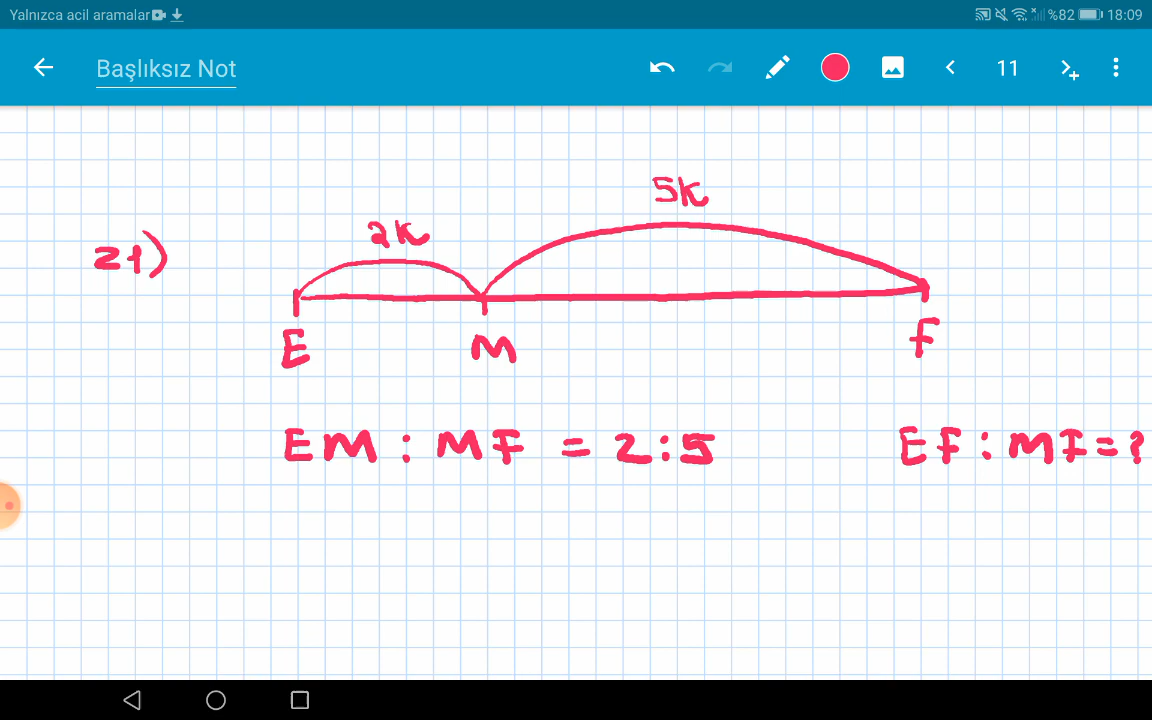 Yalnızca acil aramalar %82 18:09
Başlıksız Not 11
5k
2k
21)
E M F
EM : MF = 2:5 EF : MF = ?